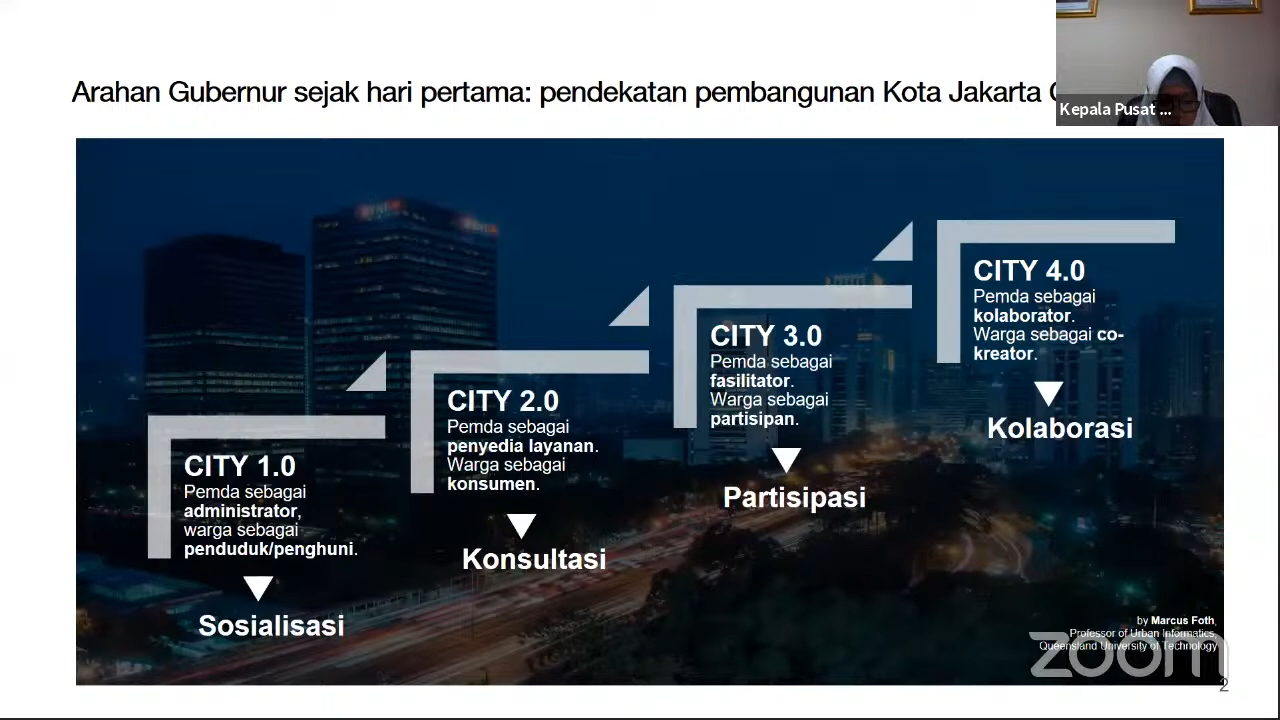 Arahan Gubernur sejak hari pertama: pendekatan pembangunan Kota Jakarta
Kepala Pusat ...
CITY 1.0
Pemda sebagai
administrator,
warga sebagai
penduduk/penghuni.
Sosialisasi
CITY 2.0
Pemda sebagai
penyedia layanan.
Warga sebagai
konsumen.
Konsultasi
CITY 3.0
Pemda sebagai
fasilitator.
Warga sebagai
partisipan.
Partisipasi
CITY 4.0
Pemda sebagai
kolaborator.
Warga sebagai co-
kreator.
Kolaborasi
by Marcus Foth,
Professor of Urban Informatics,
Queensland University of Technology
zoom
2